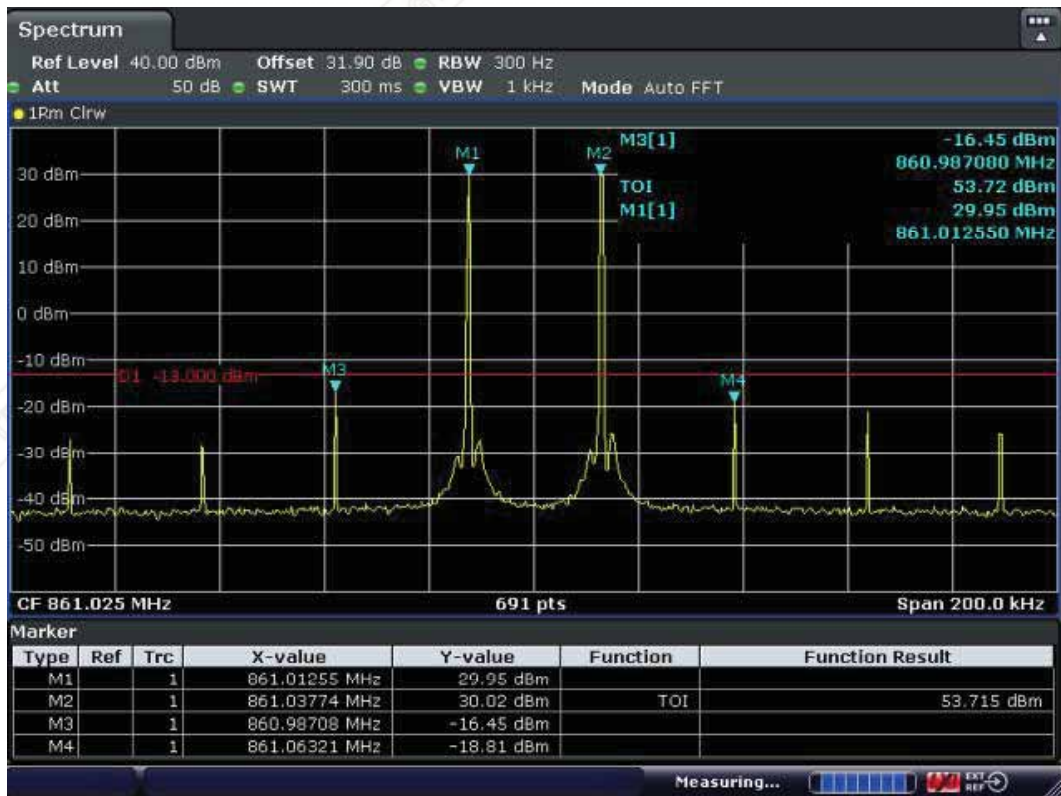 Spectrum
Ref Level 40.00 dBm Offset 31.90 dB RBW 300 Hz
Att 50 dB SWT 300 ms VBW 1 kHz Mode Auto FFT
1Rm Clrw
M1 M2 M3[1] -16.45 dBm
860.987080 MHz
30 dBm
TOI 53.72 dBm
M1[1] 29.95 dBm
20 dBm
861.012550 MHz
10 dBm
0 dBm
-10 dBm
D1 -13.000 dBm M3 M4
-20 dBm
-30 dBm
-40 dBm
-50 dBm
CF 861.025 MHz 691 pts Span 200.0 kHz
Marker
Type Ref Trc X-value Y-value Function Function Result
M1 1 861.01255 MHz 29.95 dBm
M2 1 861.03774 MHz 30.02 dBm TOI 53.715 dBm
M3 1 860.98708 MHz -16.45 dBm
M4 1 861.06321 MHz -18.81 dBm
Measuring... EXT REF